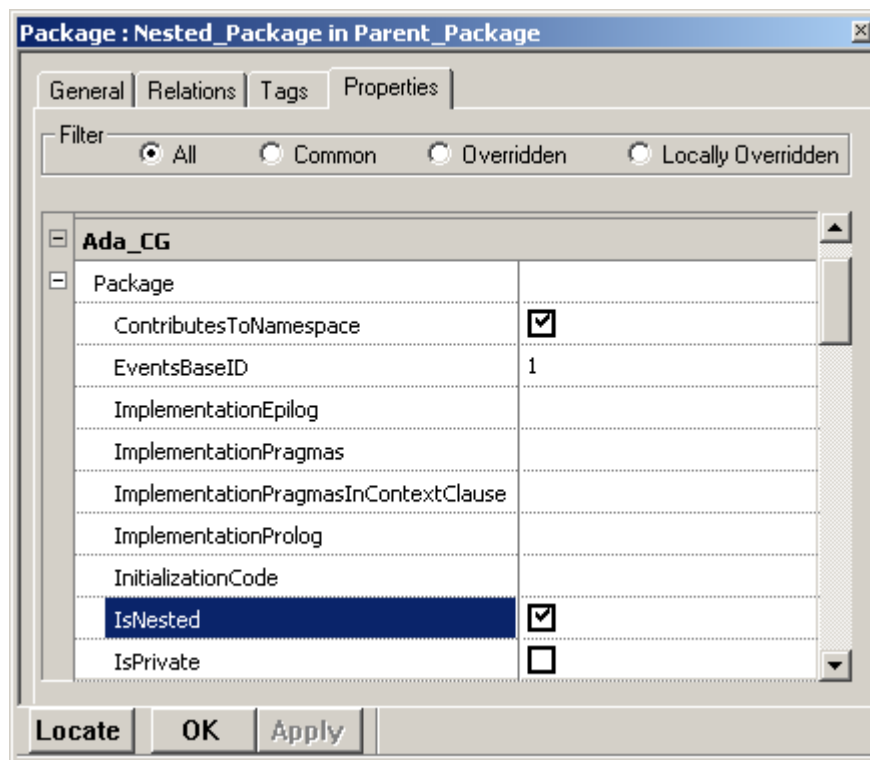 Package : Nested_Package in Parent_Package
General Relations Tags Properties
Filter
All Common Overridden Locally Overridden
Ada_CG
Package
ContributesToNamespace
EventsBaseID 1
ImplementationEpilog
ImplementationPragmas
ImplementationPragmasInContextClause
ImplementationProlog
InitializationCode
IsNested
IsPrivate
Locate OK Apply